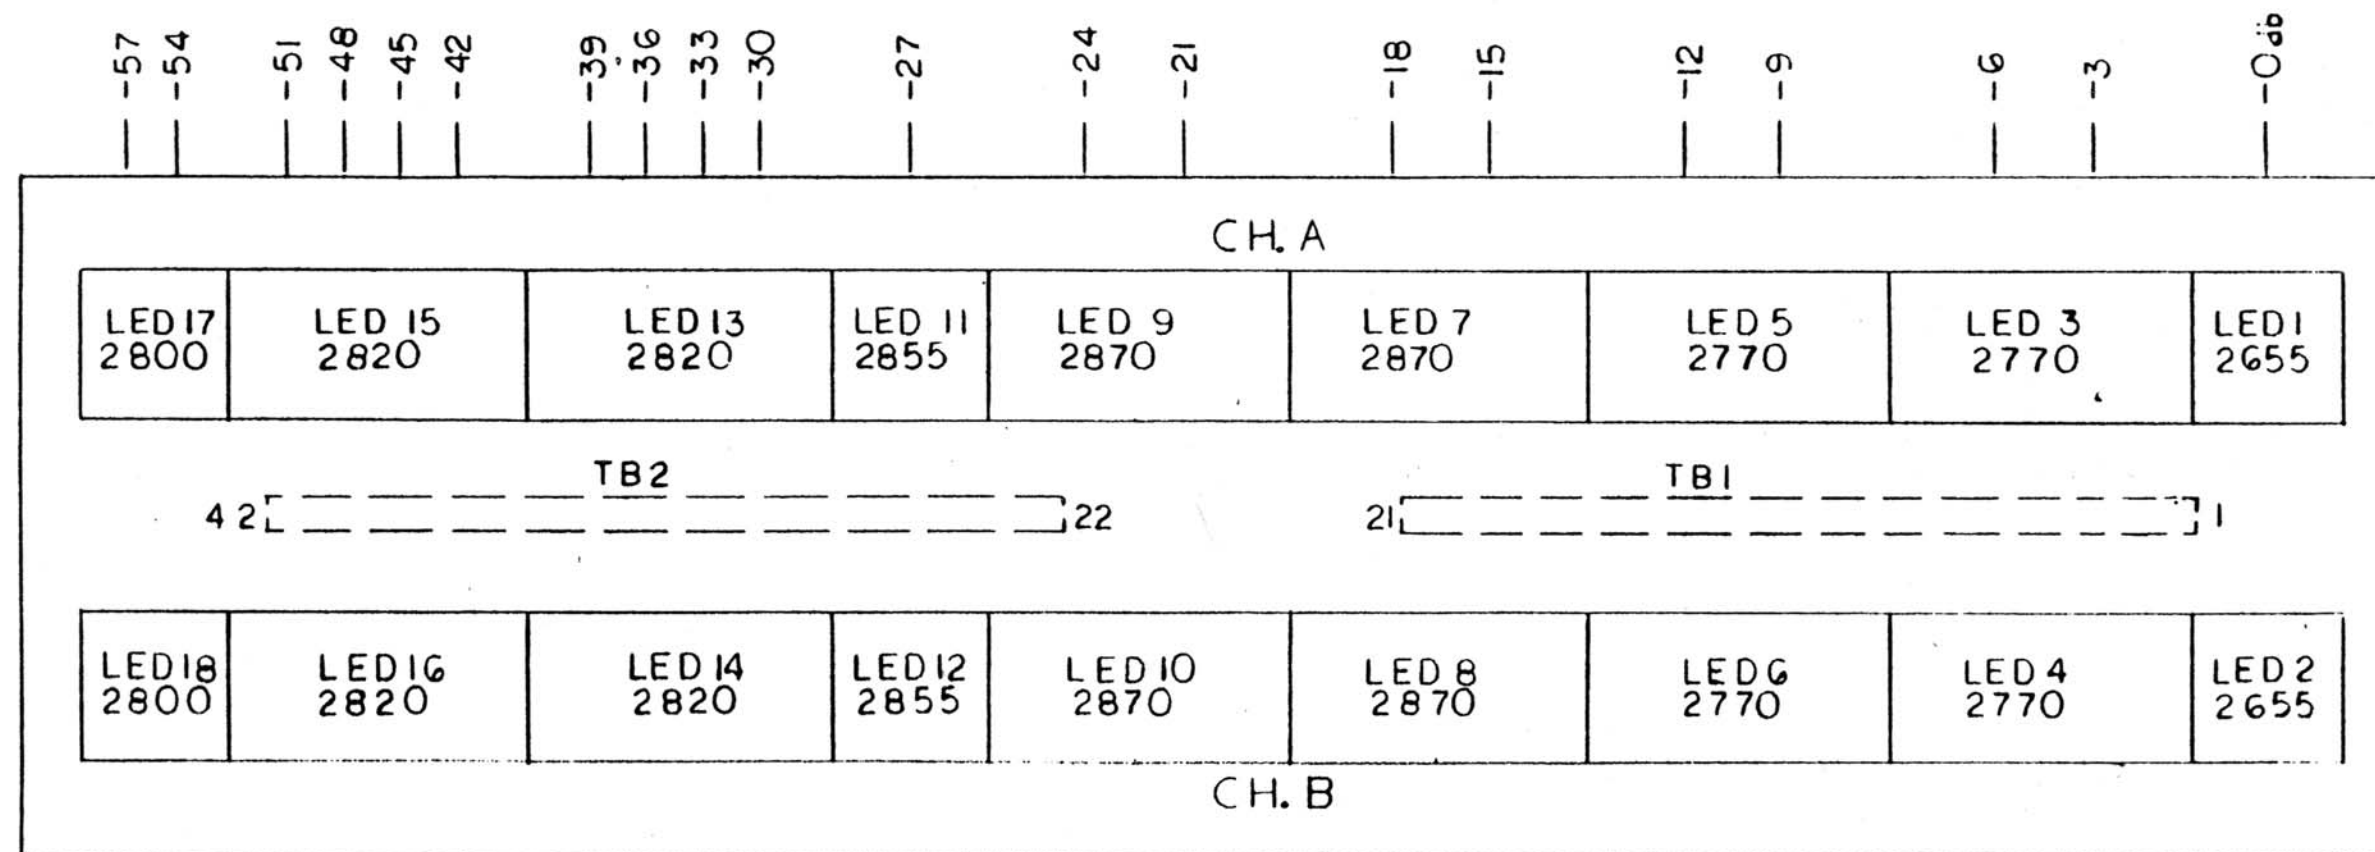 -57 -54 -51 -48 -45 -42 -39 -36 -33 -30 -27 -24 -21 -18 -15 -12 -9 -6 -3 -0db
CH. A
LED 17 LED 15 LED 13 LED 11 LED 9 LED 7 LED 5 LED 3 LED 1
2800 2820 2820 2855 2870 2870 2770 2770 2655
TB2 TB1
42 22 21 1
LED 18 LED 16 LED 14 LED 12 LED 10 LED 8 LED 6 LED 4 LED 2
2800 2820 2820 2855 2870 2870 2770 2770 2655
CH. B